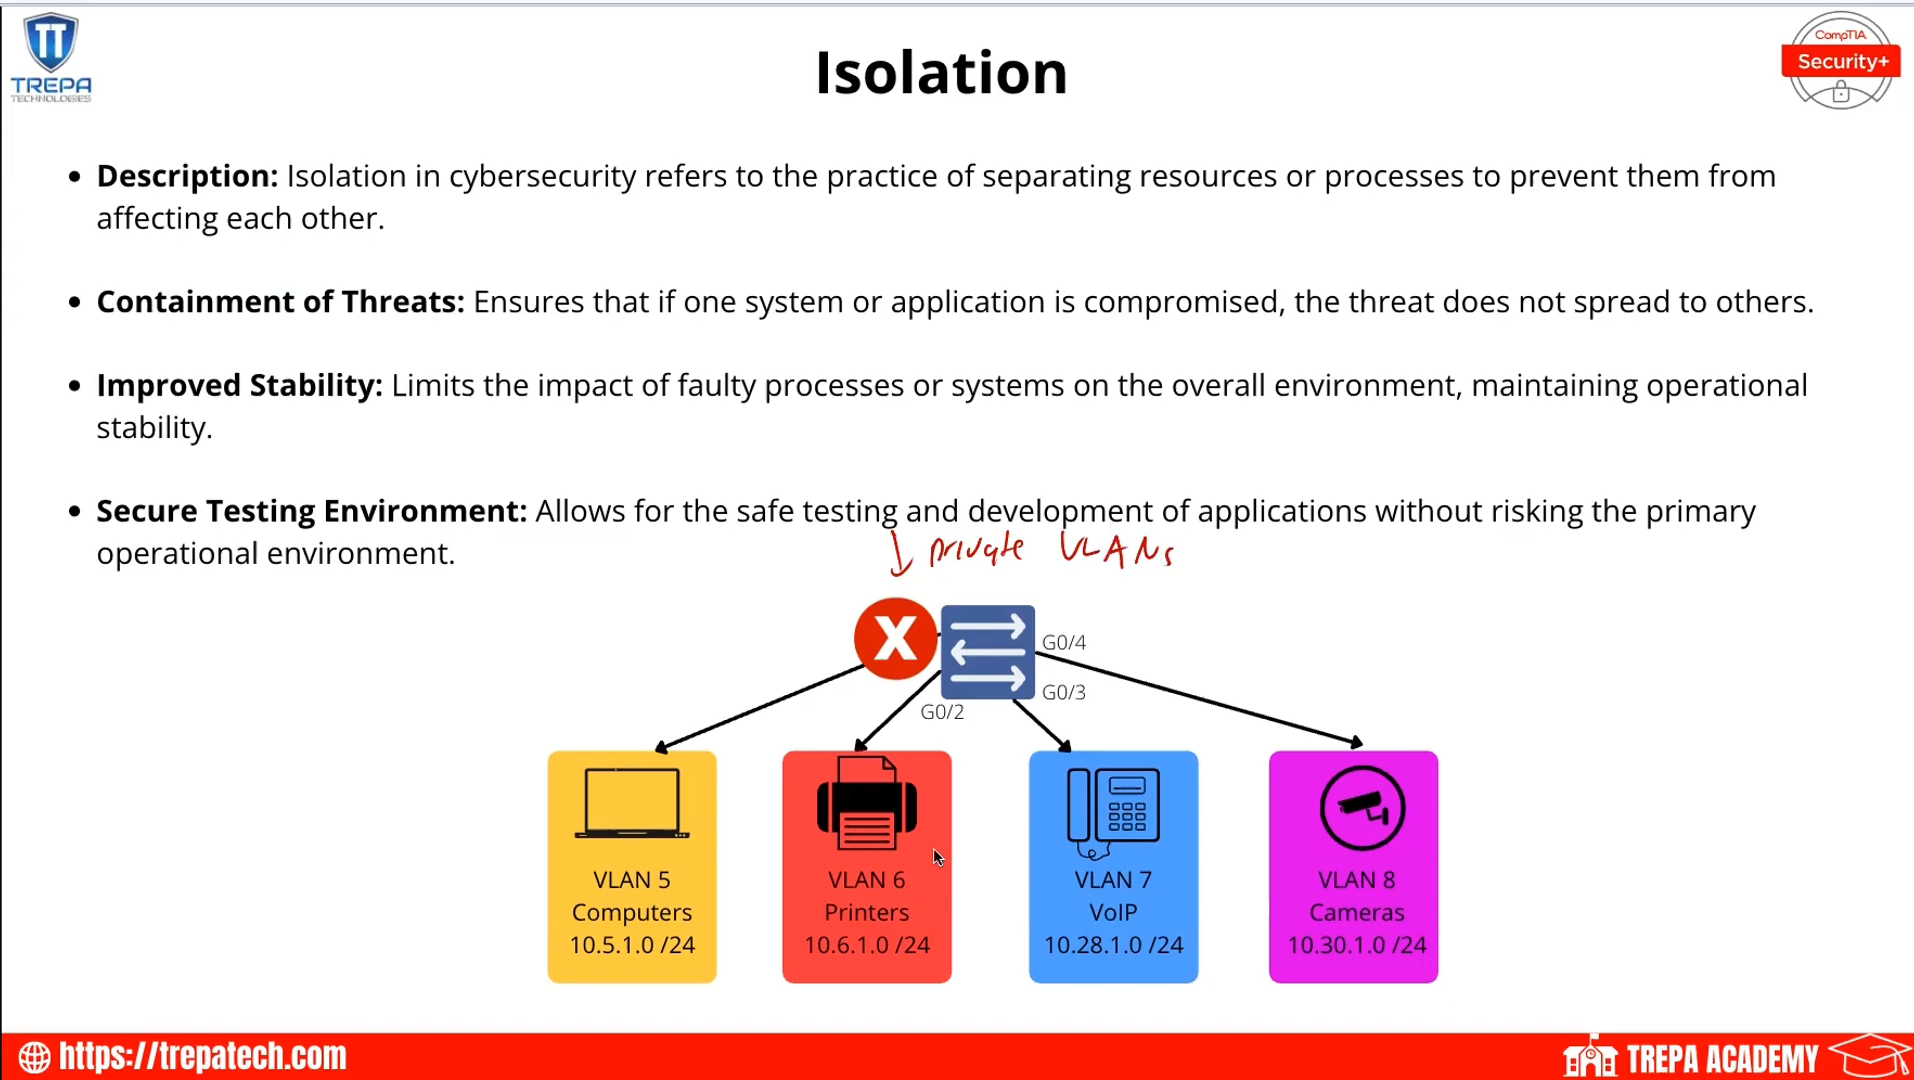 TT
TREPA
TECHNOLOGIES
Isolation
CompTIA
Security+
• Description: Isolation in cybersecurity refers to the practice of separating resources or processes to prevent them from
affecting each other.
• Containment of Threats: Ensures that if one system or application is compromised, the threat does not spread to others.
• Improved Stability: Limits the impact of faulty processes or systems on the overall environment, maintaining operational
stability.
• Secure Testing Environment: Allows for the safe testing and development of applications without risking the primary
operational environment.
private VLANs
X
G0/4
G0/3
G0/2
VLAN 5
Computers
10.5.1.0 /24
VLAN 6
Printers
10.6.1.0 /24
VLAN 7
VoIP
10.28.1.0 /24
VLAN 8
Cameras
10.30.1.0 /24
https://trepatech.com
TREPA ACADEMY